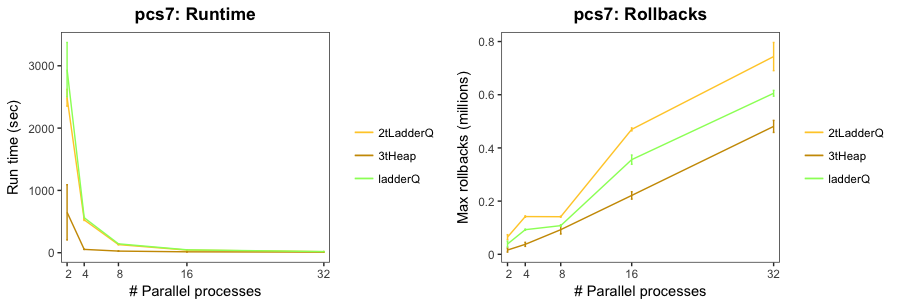 pcs7: Runtime
Run time (sec)
3000
2000
1000
0
2 4 8 16 32
# Parallel processes
2tLadderQ
3tHeap
ladderQ
pcs7: Rollbacks
Max rollbacks (millions)
0.8
0.6
0.4
0.2
0
2 4 8 16 32
# Parallel processes
2tLadderQ
3tHeap
ladderQ